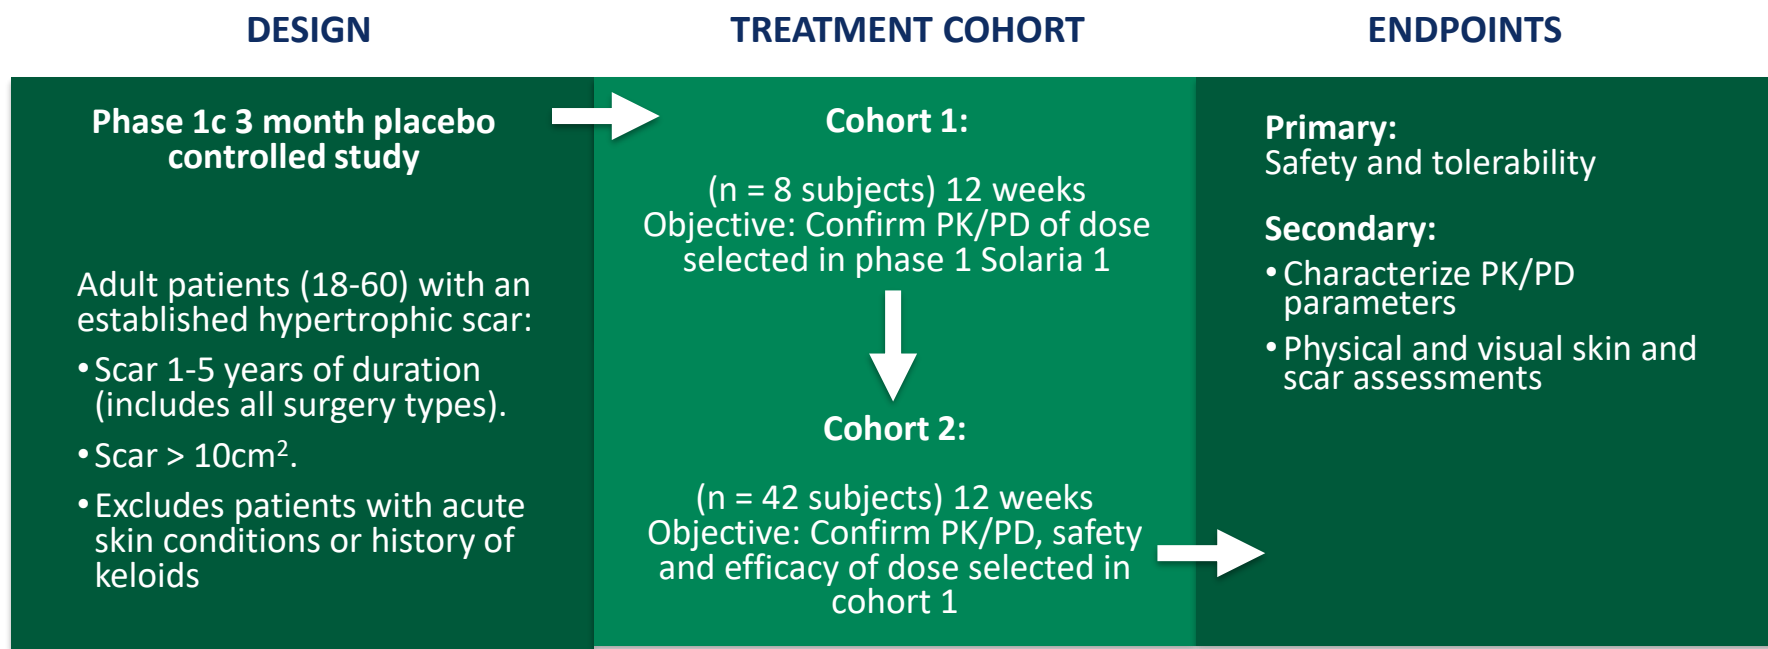 DESIGN
TREATMENT COHORT
ENDPOINTS
Phase 1c 3 month placebo
controlled study
Adult patients (18-60) with an
established hypertrophic scar:
• Scar 1-5 years of duration
(includes all surgery types).
• Scar > 10cm².
• Excludes patients with acute
skin conditions or history of
keloids
Cohort 1:
(n = 8 subjects) 12 weeks
Objective: Confirm PK/PD of dose
selected in phase 1 Solaria 1
Cohort 2:
(n = 42 subjects) 12 weeks
Objective: Confirm PK/PD, safety
and efficacy of dose selected in
cohort 1
Primary:
Safety and tolerability
Secondary:
• Characterize PK/PD
parameters
• Physical and visual skin and
scar assessments